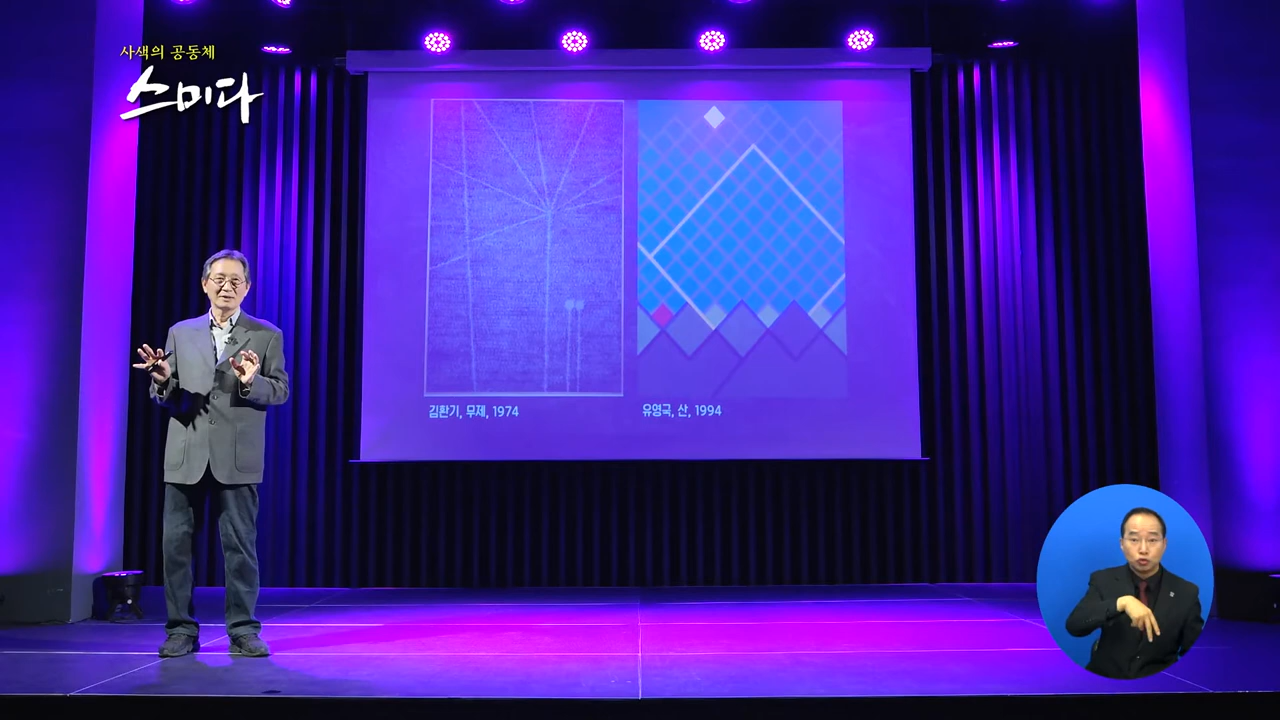 사색의 공동체
스미다
김환기, 무제, 1974
유영국, 산, 1994